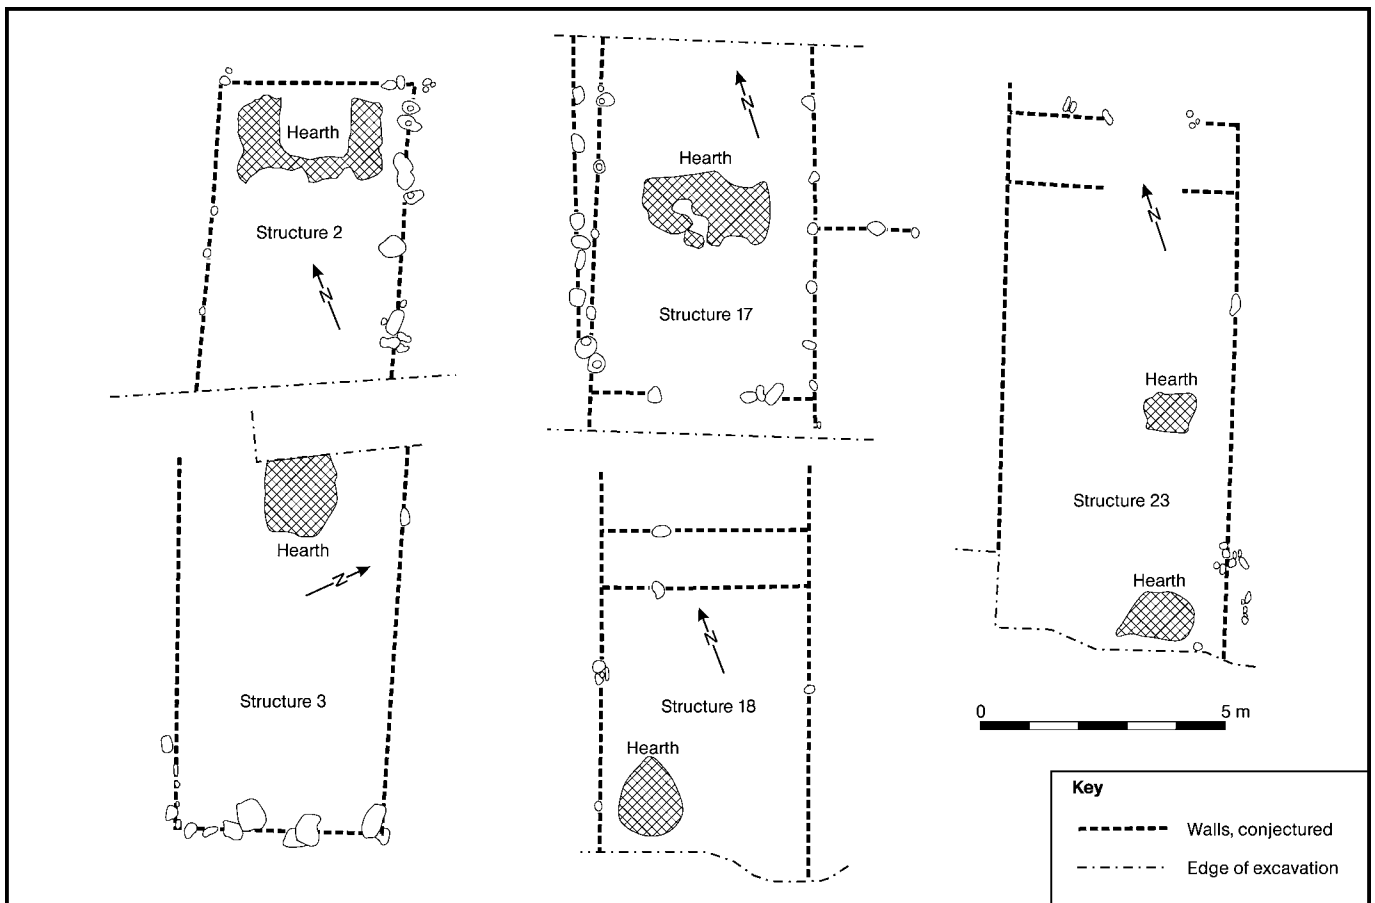 Hearth
Structure 2
N
Hearth
N
Structure 3
N
Hearth
Structure 17
N
Structure 18
Hearth
N
Hearth
Structure 23
Hearth
0 5 m
Key
Walls, conjectured
Edge of excavation